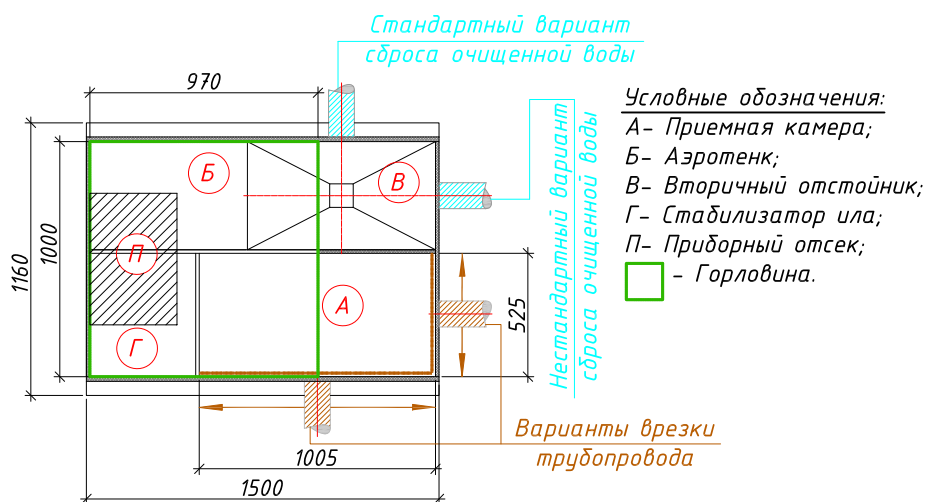 Стандартный вариант
сброса очищенной воды
970
Условные обозначения:
А- Приемная камера;
Б- Аэротенк;
В- Вторичный отстойник;
Г- Стабилизатор ила;
П- Приборный отсек;
- Горловина.
Нестандартный вариант
сброса очищенной воды
Б
В
П
А
Г
1160
1000
525
Варианты врезки
трубопровода
1005
1500